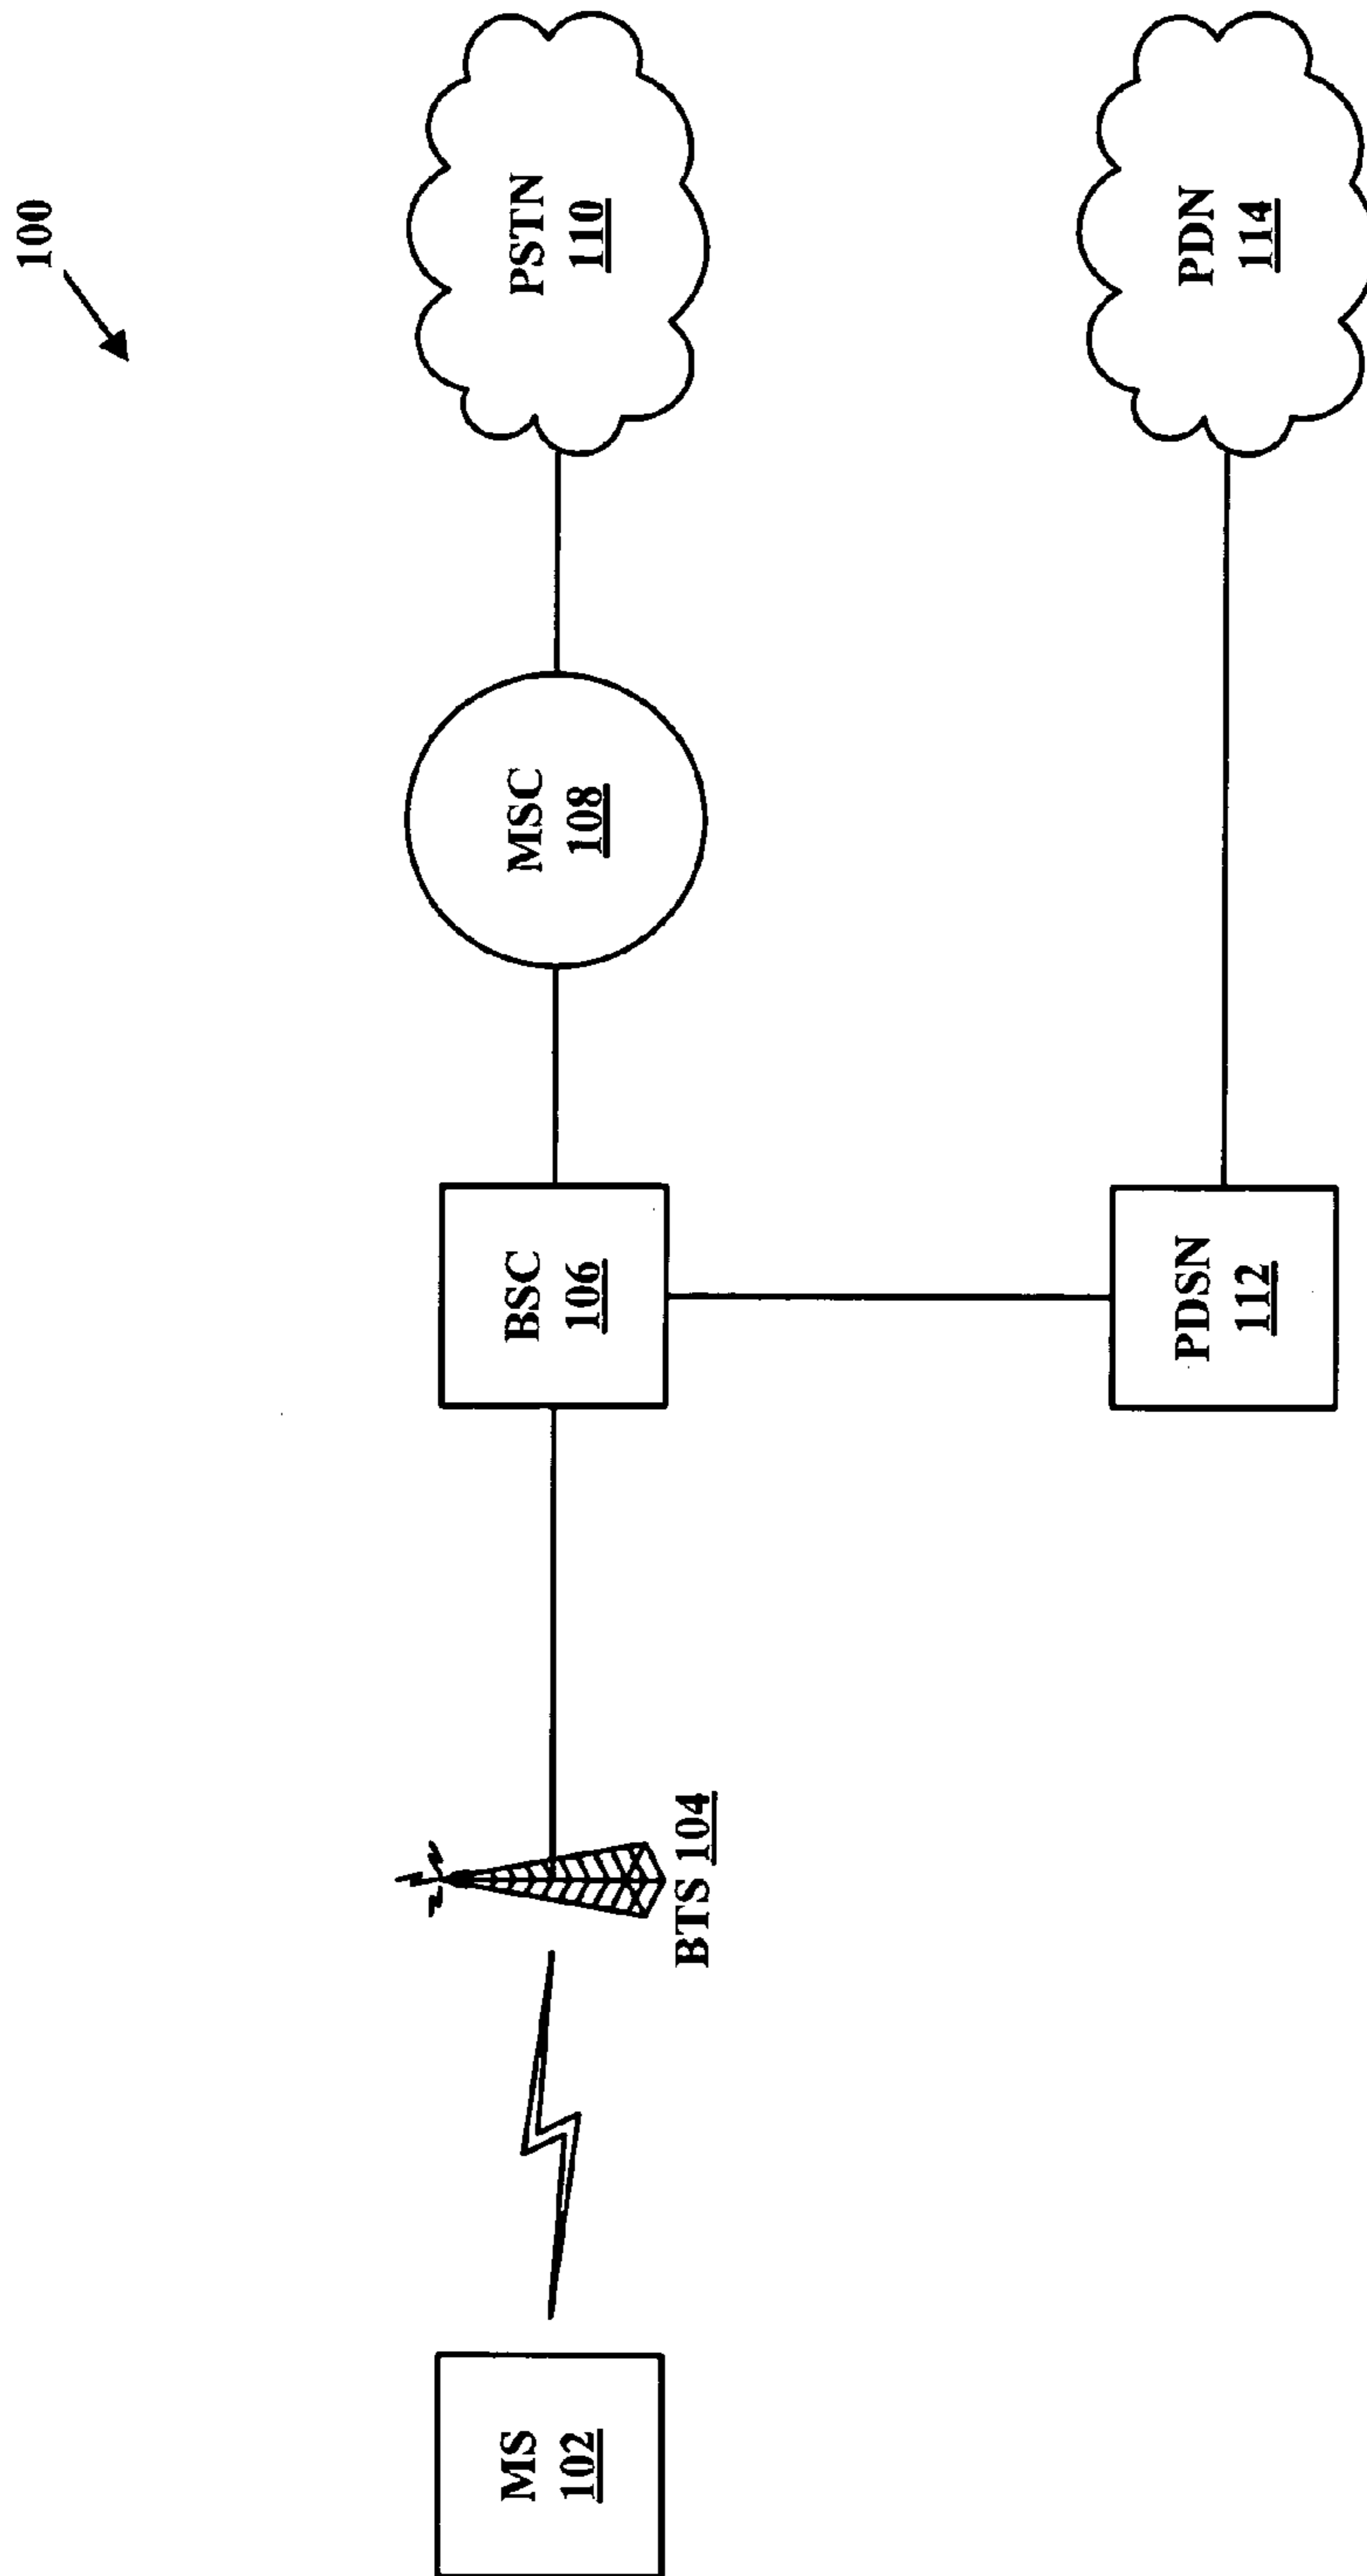 100
MS
102
BTS 104
BSC
106
MSC
108
PSTN
110
PDSN
112
PDN
114